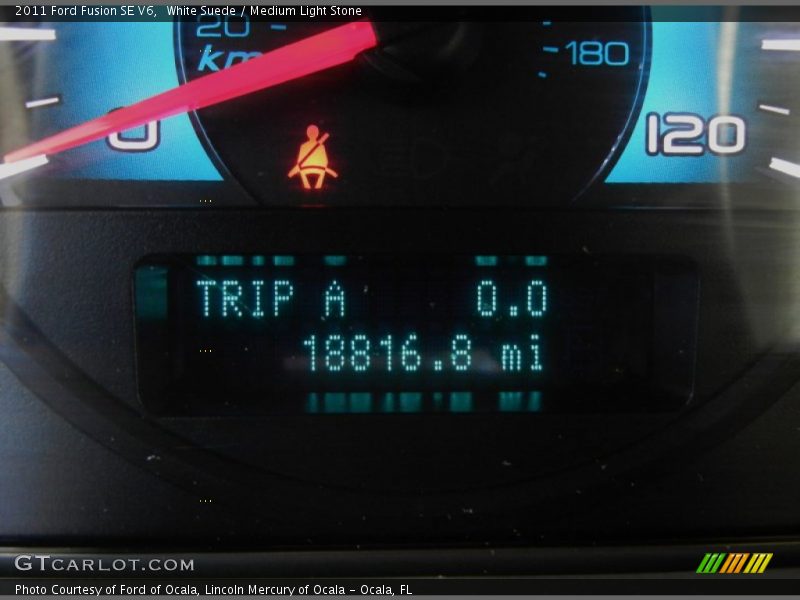 2011 Ford Fusion SE V6,  White Suede / Medium Light Stone
20
km
180
0
120
TRIP A 0.0
18816.8 mi
GTCARLOT.COM
Photo Courtesy of Ford of Ocala, Lincoln Mercury of Ocala – Ocala, FL